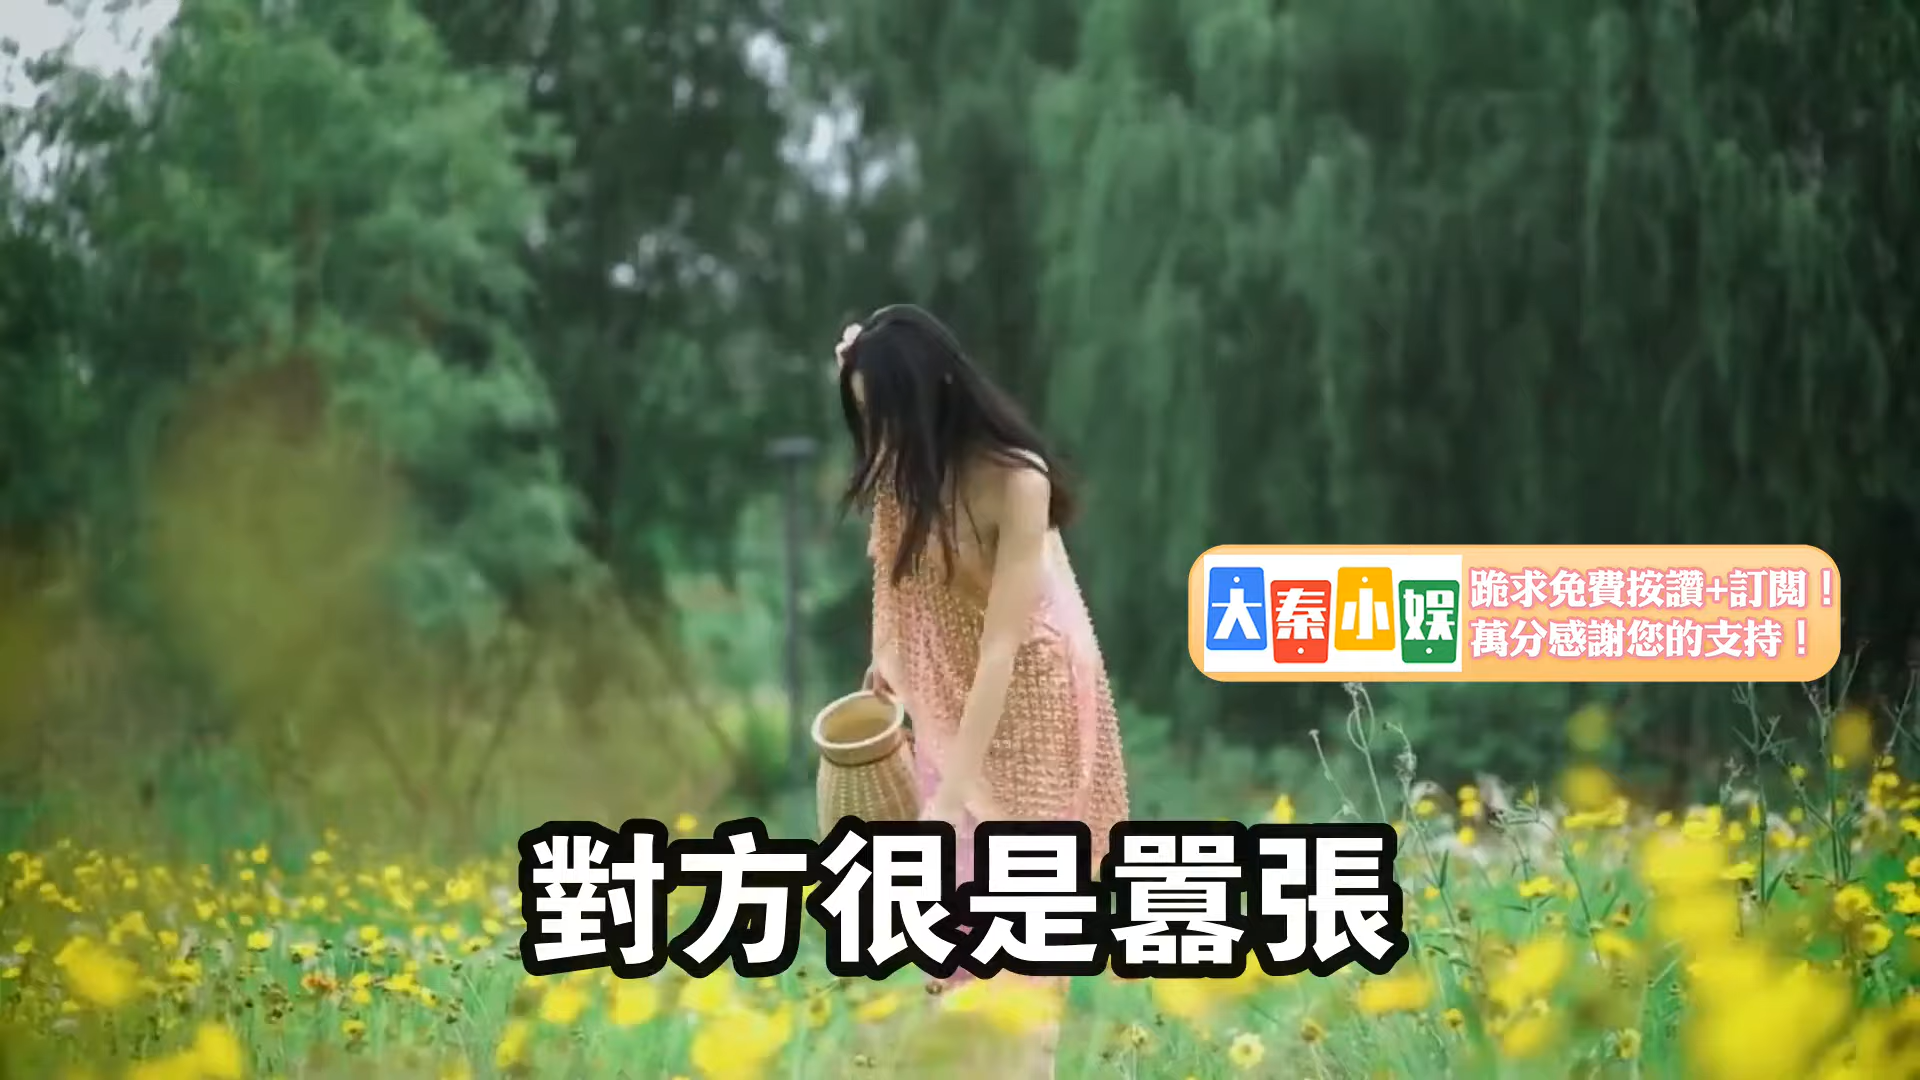 大秦小娱
跪求免費按讚+訂閱！
萬分感謝您的支持！
對方很是囂張